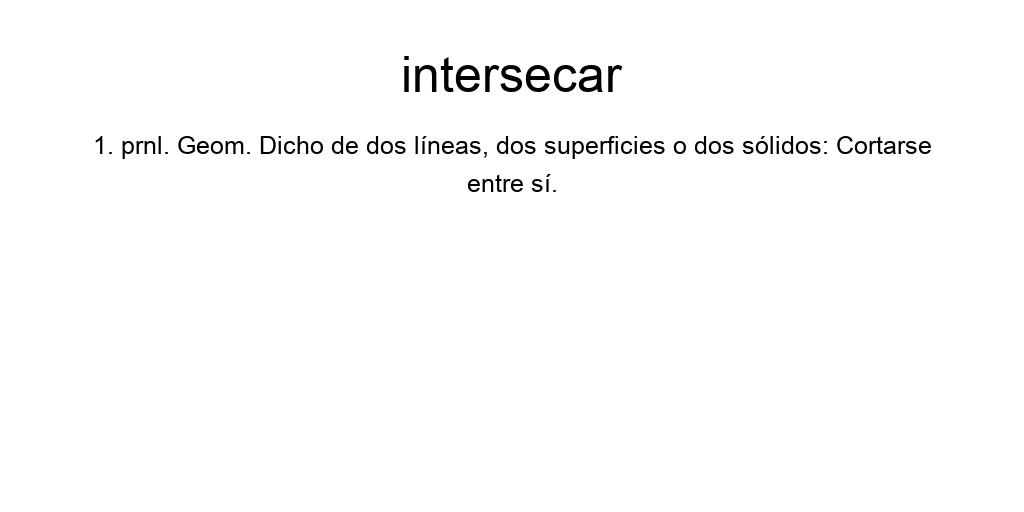 intersecar
1. prnl. Geom. Dicho de dos líneas, dos superficies o dos sólidos: Cortarse
entre sí.